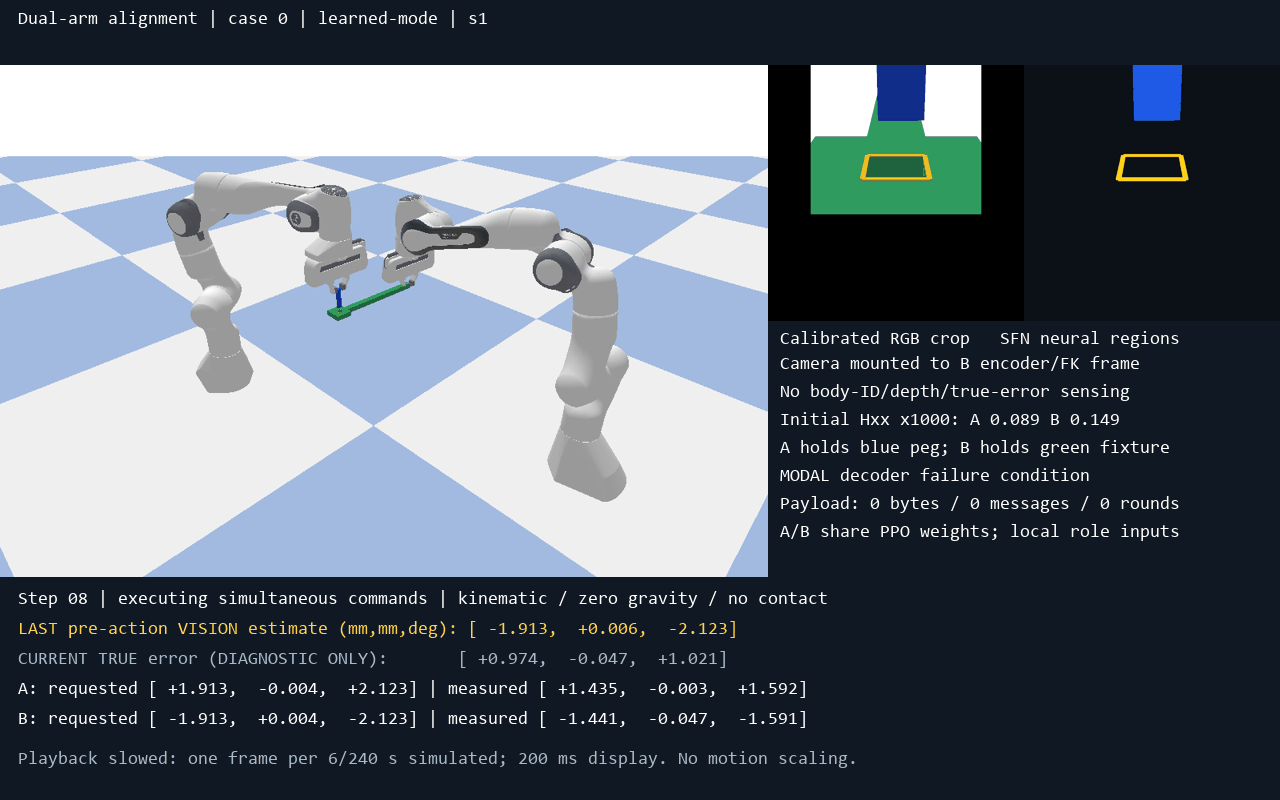 Dual-arm alignment | case 0 | learned-mode | s1
Calibrated RGB crop   SFN neural regions
Camera mounted to B encoder/FK frame
No body-ID/depth/true-error sensing
Initial Hxx x1000: A 0.089 B 0.149
A holds blue peg; B holds green fixture
MODAL decoder failure condition
Payload: 0 bytes / 0 messages / 0 rounds
A/B share PPO weights; local role inputs
Step 08 | executing simultaneous commands | kinematic / zero gravity / no contact
LAST pre-action VISION estimate (mm,mm,deg): [ -1.913,  +0.006,  -2.123]
CURRENT TRUE error (DIAGNOSTIC ONLY):       [ +0.974,  -0.047,  +1.021]
A: requested [ +1.913,  -0.004,  +2.123] | measured [ +1.435,  -0.003,  +1.592]
B: requested [ -1.913,  +0.004,  -2.123] | measured [ -1.441,  -0.047,  -1.591]
Playback slowed: one frame per 6/240 s simulated; 200 ms display. No motion scaling.